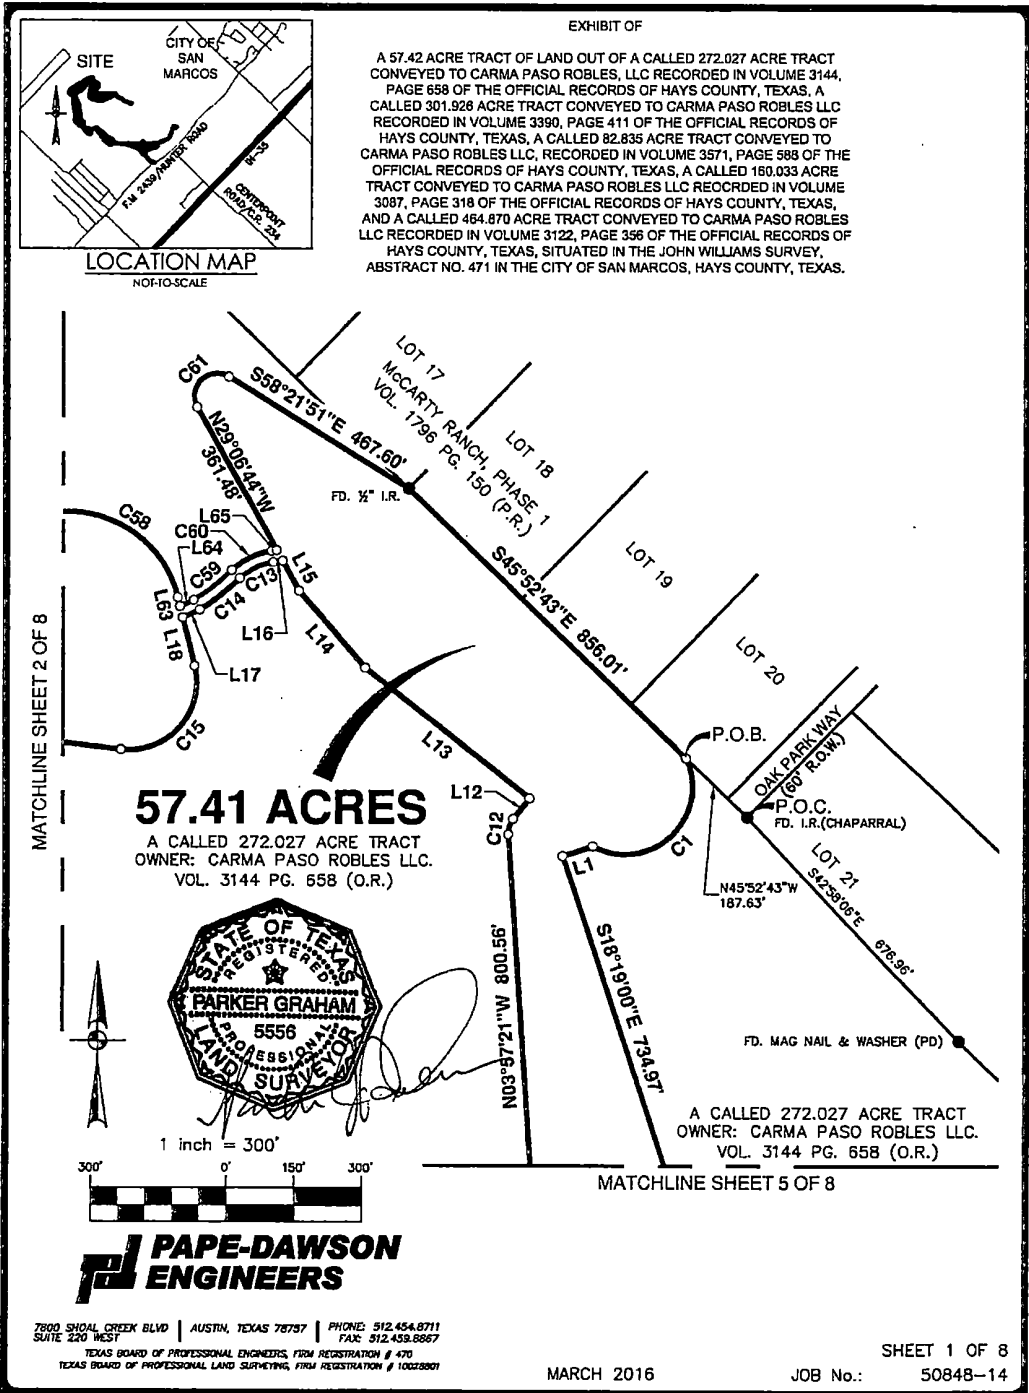 EXHIBIT OF
A 57.42 ACRE TRACT OF LAND OUT OF A CALLED 272.027 ACRE TRACT
CONVEYED TO CARMA PASO ROBLES, LLC RECORDED IN VOLUME 3144,
PAGE 658 OF THE OFFICIAL RECORDS OF HAYS COUNTY, TEXAS, A
CALLED 301.926 ACRE TRACT CONVEYED TO CARMA PASO ROBLES LLC
RECORDED IN VOLUME 3390, PAGE 411 OF THE OFFICIAL RECORDS OF
HAYS COUNTY, TEXAS, A CALLED 82.835 ACRE TRACT CONVEYED TO
CARMA PASO ROBLES LLC, RECORDED IN VOLUME 3571, PAGE 588 OF THE
OFFICIAL RECORDS OF HAYS COUNTY, TEXAS, A CALLED 160.033 ACRE
TRACT CONVEYED TO CARMA PASO ROBLES LLC REOCRDED IN VOLUME
3087, PAGE 318 OF THE OFFICIAL RECORDS OF HAYS COUNTY, TEXAS,
AND A CALLED 464.870 ACRE TRACT CONVEYED TO CARMA PASO ROBLES
LLC RECORDED IN VOLUME 3122, PAGE 356 OF THE OFFICIAL RECORDS OF
HAYS COUNTY, TEXAS, SITUATED IN THE JOHN WILLIAMS SURVEY,
ABSTRACT NO. 471 IN THE CITY OF SAN MARCOS, HAYS COUNTY, TEXAS.
SITE
CITY OF
SAN
MARCOS
F.M 2439/HUNTER ROAD
IH-35
CENTERPOINT
ROAD/C.R. 234
LOCATION MAP
NOT-TO-SCALE
LOT 17
McCARTY RANCH, PHASE 1
VOL. 1796 PG. 150 (P.R.)
LOT 18
LOT 19
LOT 20
C61
S58°21'51"E 467.60'
N29°06'44"W
361.48'
FD. ½" I.R.
S45°52'43"E 856.01'
C58
L65
C60
L64
C59
C13
L15
L63
C14
L16
L14
L18
L17
C15
L13
MATCHLINE SHEET 2 OF 8
P.O.B.
OAK PARK WAY
(60' R.O.W.)
P.O.C.
FD. I.R.(CHAPARRAL)
LOT 21
S42°58'06"E 676.96'
L12
C12
L1
C1
N45°52'43"W
187.63'
57.41 ACRES
A CALLED 272.027 ACRE TRACT
OWNER: CARMA PASO ROBLES LLC.
VOL. 3144 PG. 658 (O.R.)
STATE OF TEXAS
REGISTERED
PARKER GRAHAM
5556
PROFESSIONAL
LAND SURVEYOR
N03°57'21"W 800.56'
S18°19'00"E 734.97'
FD. MAG NAIL & WASHER (PD)
A CALLED 272.027 ACRE TRACT
OWNER: CARMA PASO ROBLES LLC.
VOL. 3144 PG. 658 (O.R.)
MATCHLINE SHEET 5 OF 8
1 inch = 300'
300' 0' 150' 300'
PAPE-DAWSON
ENGINEERS
7800 SHOAL CREEK BLVD | AUSTIN, TEXAS 78757 | PHONE: 512.454.8711
SUITE 220 WEST FAX: 512.459.8867
TEXAS BOARD OF PROFESSIONAL ENGINEERS, FIRM REGISTRATION # 470
TEXAS BOARD OF PROFESSIONAL LAND SURVEYING, FIRM REGISTRATION # 10028801
MARCH 2016
SHEET 1 OF 8
JOB No.: 50848-14